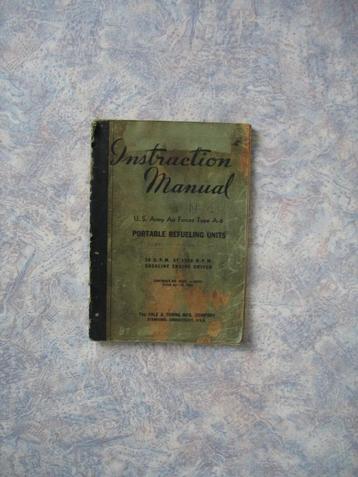 Instruction
Manual
U. S. Army Air Forces Type A-6
PORTABLE REFUELING UNITS
GASOLINE ENGINE DRIVEN
The YALE & TOWNE MFG. COMPANY
STAMFORD, CONNECTICUT, U.S.A.